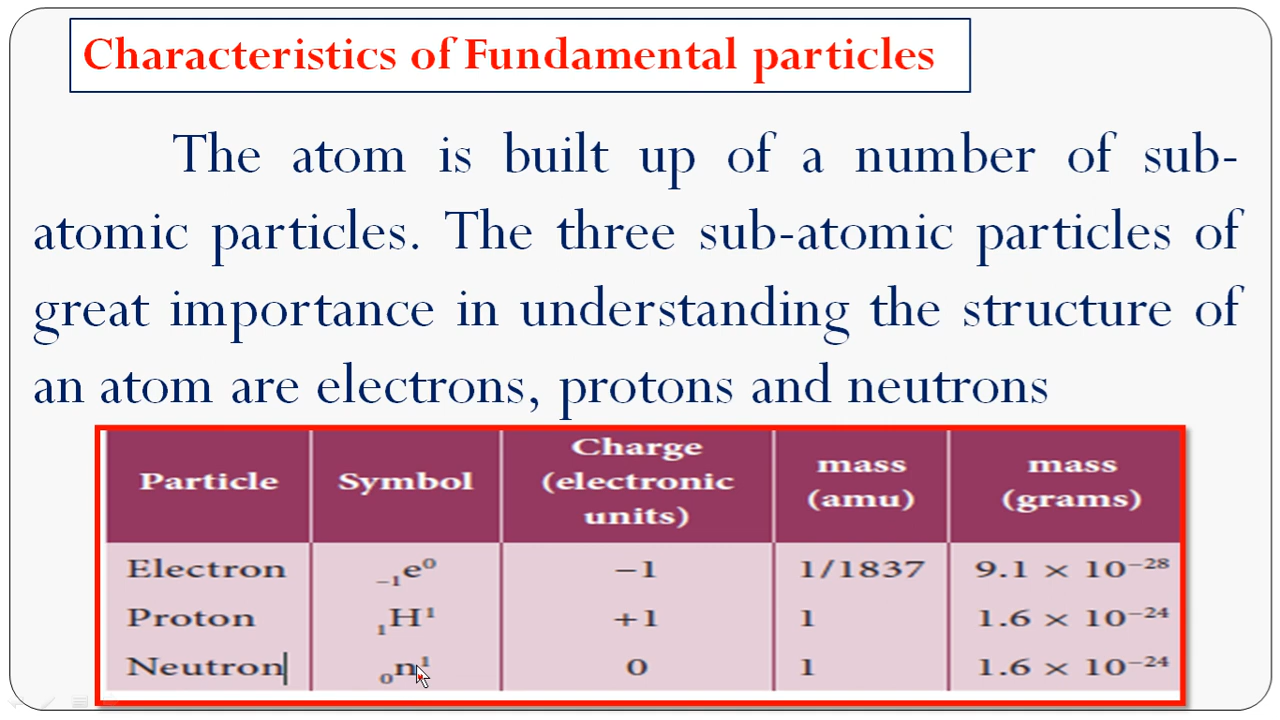 Characteristics of Fundamental particles
The atom is built up of a number of sub-
atomic particles. The three sub-atomic particles of
great importance in understanding the structure of
an atom are electrons, protons and neutrons
Particle Symbol Charge (electronic units) mass (amu) mass (grams)
Electron ₋₁e⁰ −1 1/1837 9.1 × 10⁻²⁸
Proton ₁H¹ +1 1 1.6 × 10⁻²⁴
Neutron ₀n¹ 0 1 1.6 × 10⁻²⁴